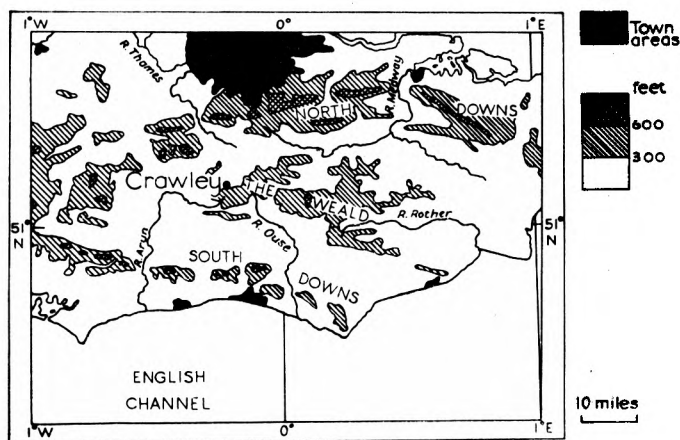 1°W 0° 1°E
Town areas
R. Thames
R. Medway
NORTH DOWNS
feet
600
300
Crawley
THE WEALD
R. Rother
51° N
51° N
R. Arun
SOUTH DOWNS
R. Ouse
ENGLISH
CHANNEL
10 miles
1°W 0° 1°E